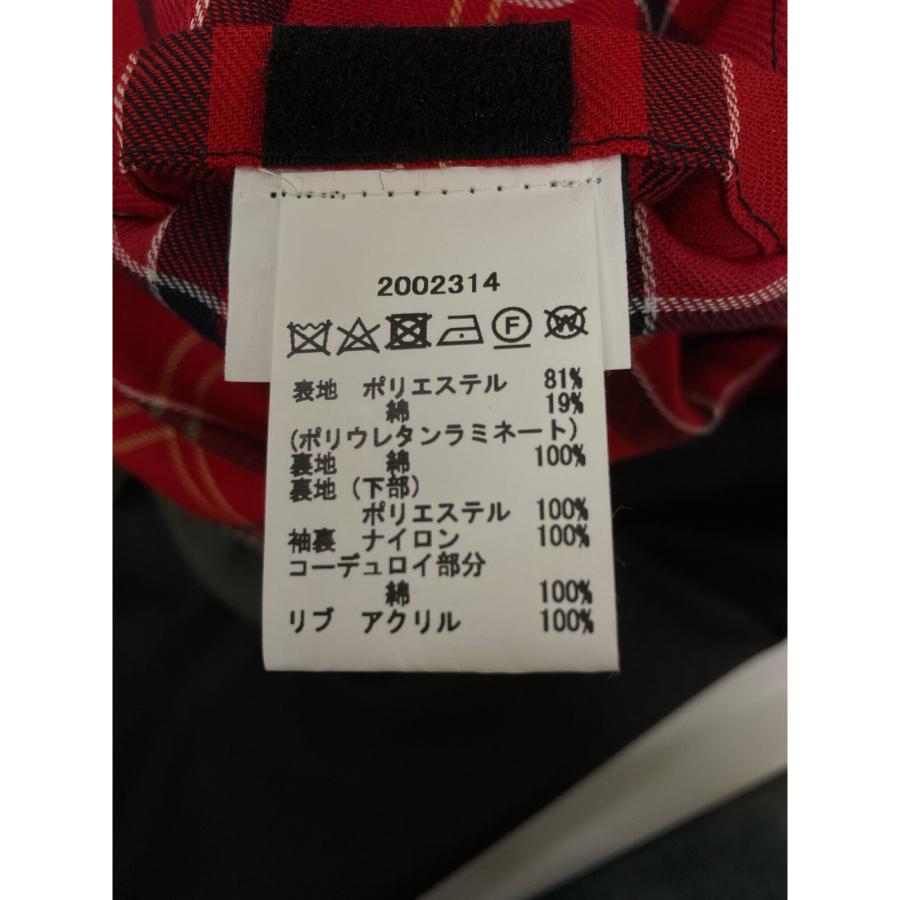 2002314
F W
表地 ポリエステル 81%
綿 19%
(ポリウレタンラミネート)
裏地 綿 100%
裏地(下部)
ポリエステル 100%
袖裏 ナイロン 100%
コーデュロイ部分
綿 100%
リブ アクリル 100%